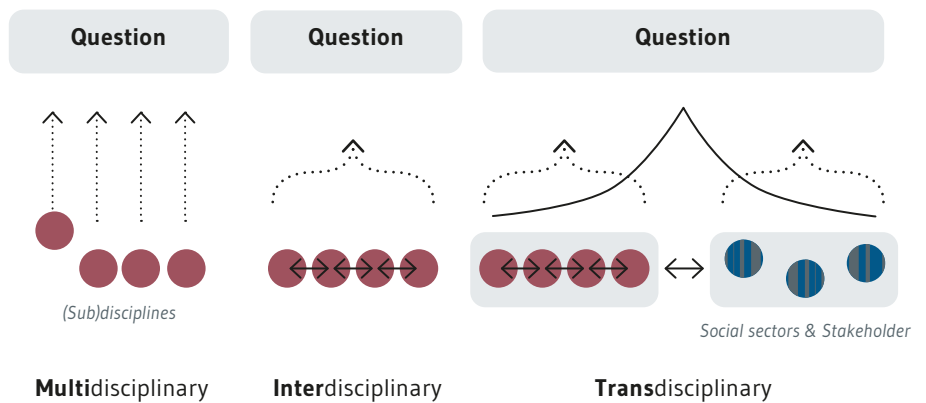 Question
Question
Question
(Sub)disciplines
Social sectors & Stakeholder
Multidisciplinary
Interdisciplinary
Transdisciplinary